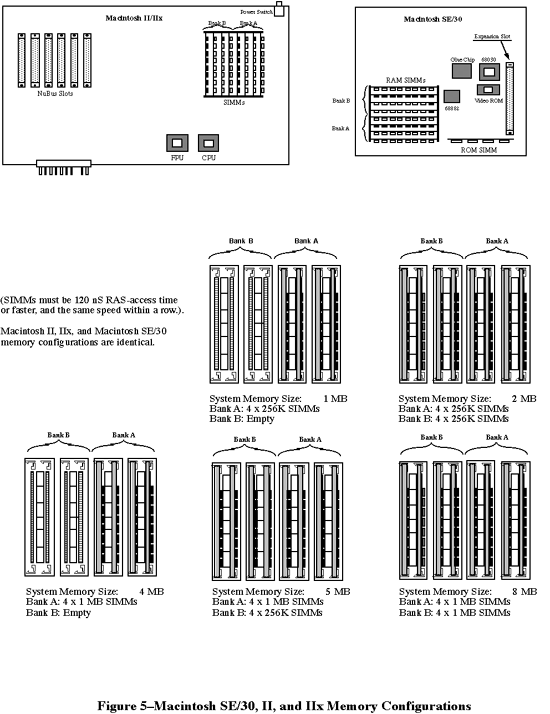 Macintosh II/IIx
Power Switch
Bank B Bank A
NuBus Slots
SIMMs
FPU CPU
Macintosh SE/30
Expansion Slot
Glue Chip 68030
RAM SIMMs
Bank B
68882
Video ROM
Bank A
ROM SIMM
(SIMMs must be 120 nS RAS-access time
or faster, and the same speed within a row.).
Macintosh II, IIx, and Macintosh SE/30
memory configurations are identical.
Bank B Bank A
System Memory Size: 1 MB
Bank A: 4 x 256K SIMMs
Bank B: Empty
Bank B Bank A
System Memory Size: 2 MB
Bank A: 4 x 256K SIMMs
Bank B: 4 x 256K SIMMs
Bank B Bank A
System Memory Size: 4 MB
Bank A: 4 x 1 MB SIMMs
Bank B: Empty
Bank B Bank A
System Memory Size: 5 MB
Bank A: 4 x 1 MB SIMMs
Bank B: 4 x 256K SIMMs
Bank B Bank A
System Memory Size: 8 MB
Bank A: 4 x 1 MB SIMMs
Bank B: 4 x 1 MB SIMMs
Figure 5–Macintosh SE/30, II, and IIx Memory Configurations